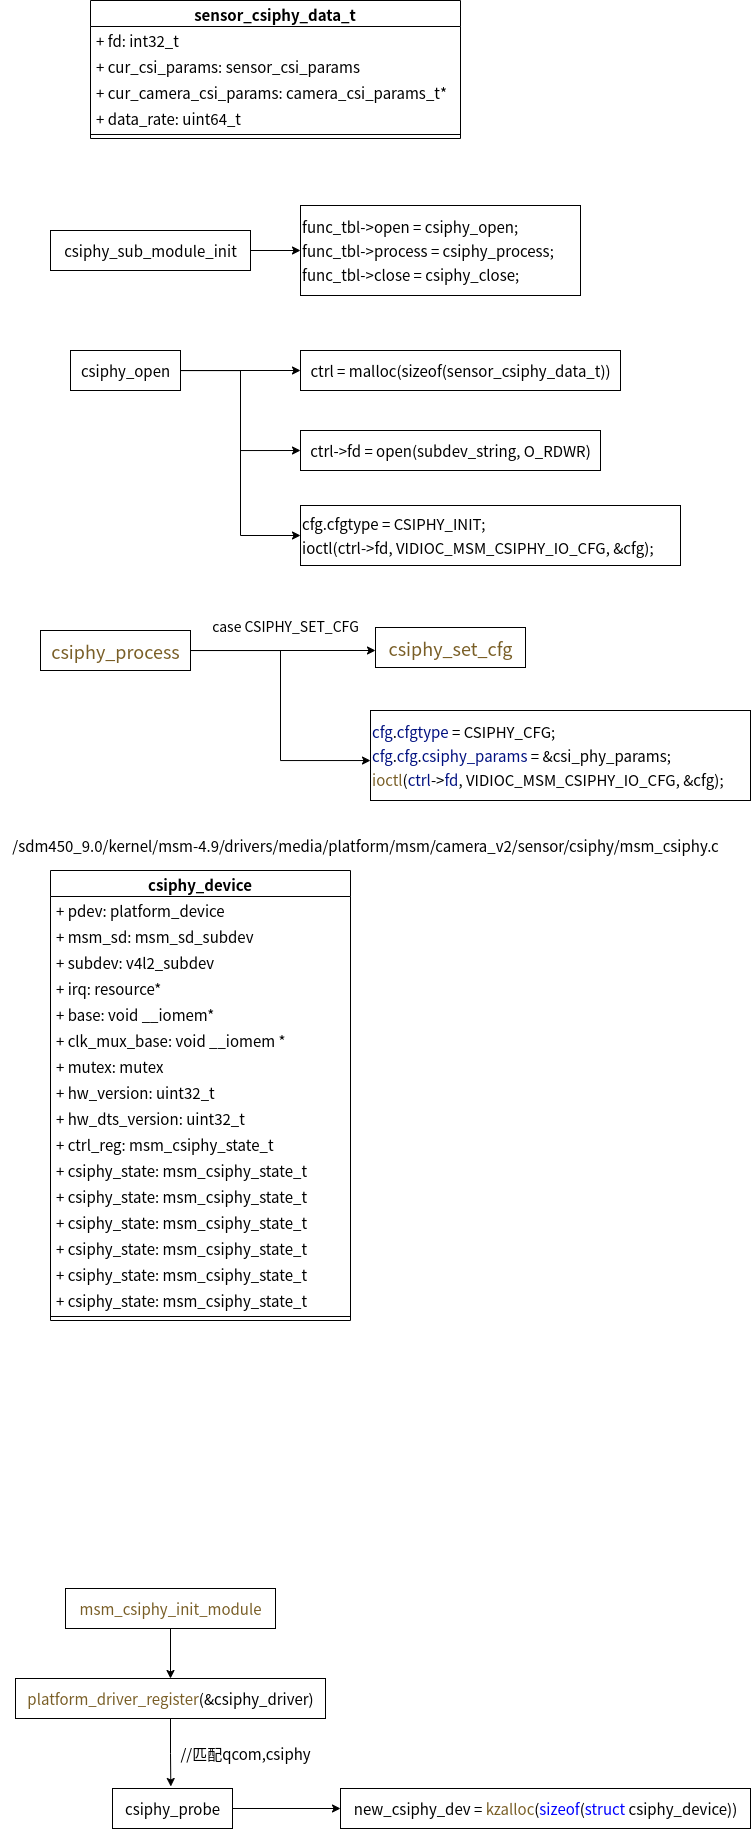 sensor_csiphy_data_t
+ fd: int32_t
+ cur_csi_params: sensor_csi_params
+ cur_camera_csi_params: camera_csi_params_t*
+ data_rate: uint64_t
csiphy_sub_module_init
func_tbl->open = csiphy_open;
func_tbl->process = csiphy_process;
func_tbl->close = csiphy_close;
csiphy_open
ctrl = malloc(sizeof(sensor_csiphy_data_t))
ctrl->fd = open(subdev_string, O_RDWR)
cfg.cfgtype = CSIPHY_INIT;
ioctl(ctrl->fd, VIDIOC_MSM_CSIPHY_IO_CFG, &cfg);
csiphy_process
case CSIPHY_SET_CFG
csiphy_set_cfg
cfg.cfgtype = CSIPHY_CFG;
cfg.cfg.csiphy_params = &csi_phy_params;
ioctl(ctrl->fd, VIDIOC_MSM_CSIPHY_IO_CFG, &cfg);
/sdm450_9.0/kernel/msm-4.9/drivers/media/platform/msm/camera_v2/sensor/csiphy/msm_csiphy.c
csiphy_device
+ pdev: platform_device
+ msm_sd: msm_sd_subdev
+ subdev: v4l2_subdev
+ irq: resource*
+ base: void __iomem*
+ clk_mux_base: void __iomem *
+ mutex: mutex
+ hw_version: uint32_t
+ hw_dts_version: uint32_t
+ ctrl_reg: msm_csiphy_state_t
+ csiphy_state: msm_csiphy_state_t
+ csiphy_state: msm_csiphy_state_t
+ csiphy_state: msm_csiphy_state_t
+ csiphy_state: msm_csiphy_state_t
+ csiphy_state: msm_csiphy_state_t
+ csiphy_state: msm_csiphy_state_t
msm_csiphy_init_module
platform_driver_register(&csiphy_driver)
//匹配qcom,csiphy
csiphy_probe
new_csiphy_dev = kzalloc(sizeof(struct csiphy_device))